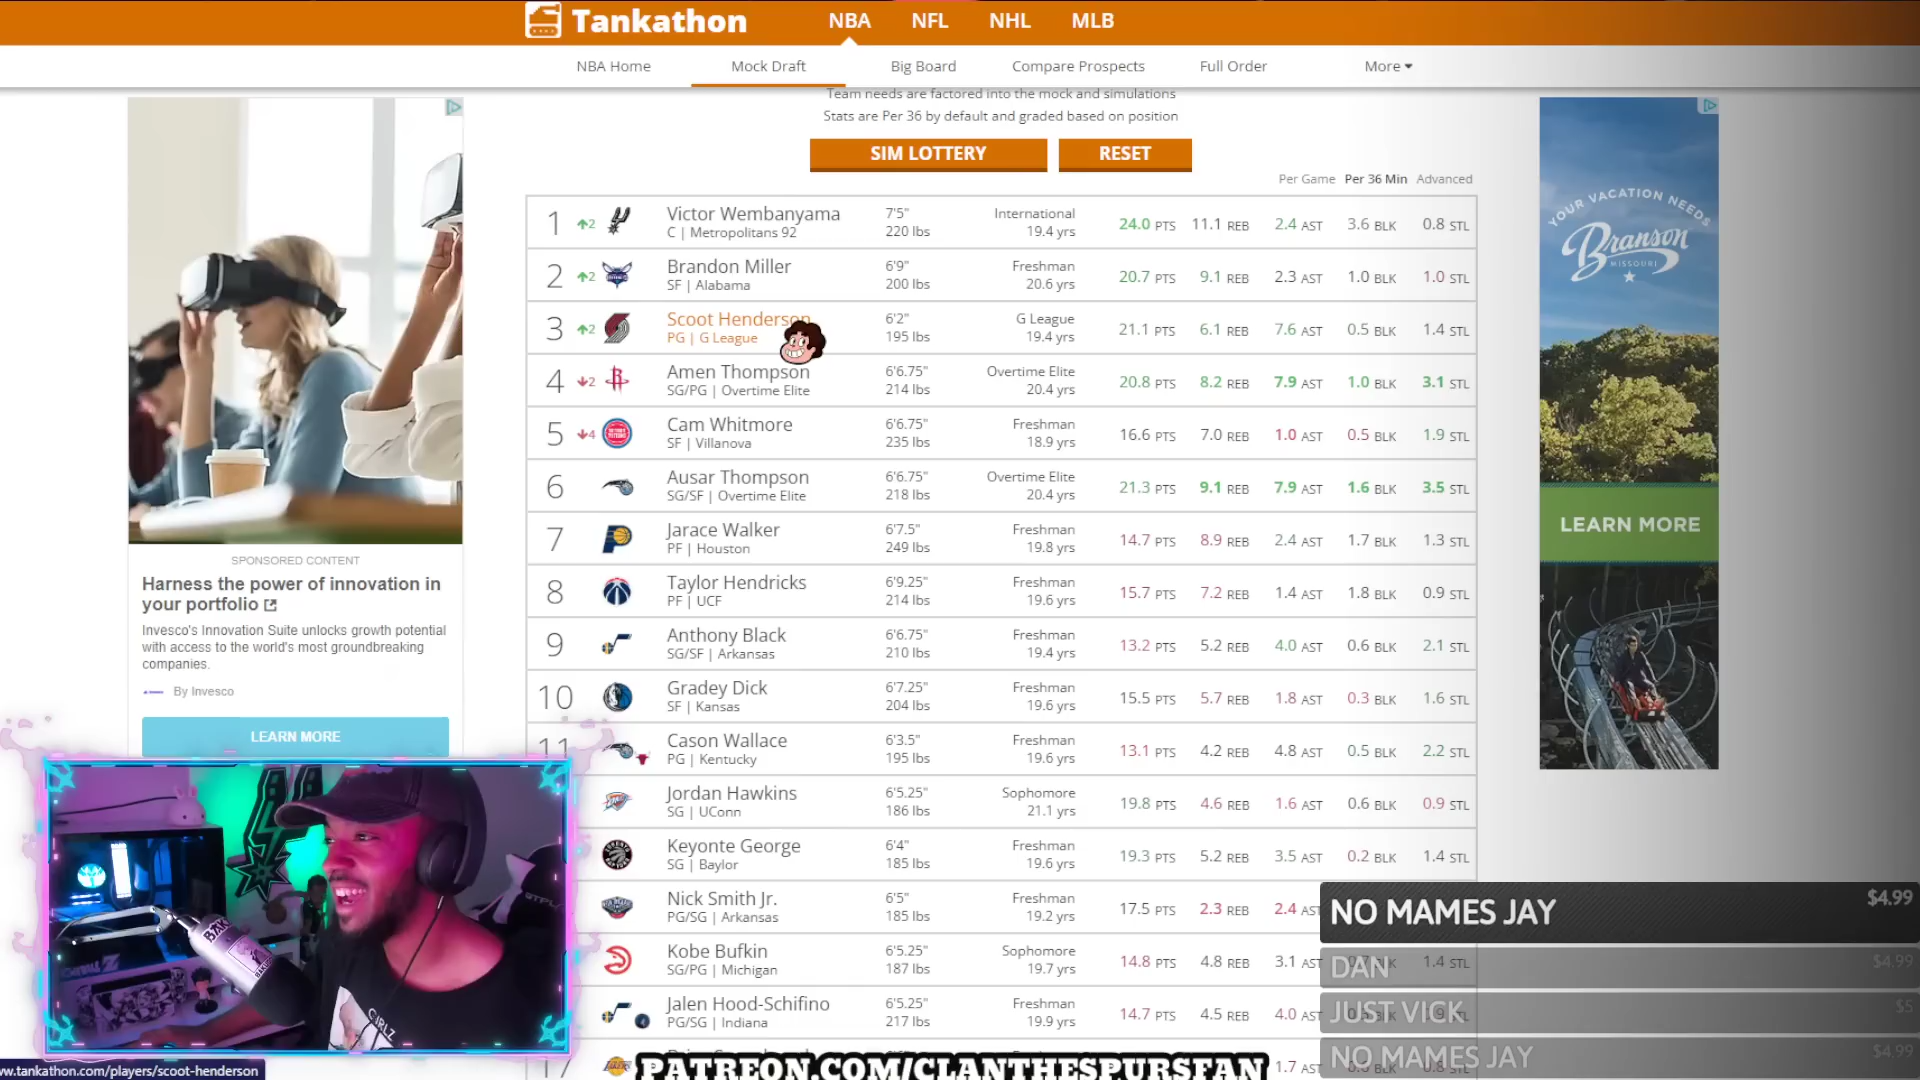 Tankathon
NBA NFL NHL MLB
NBA Home Mock Draft Big Board Compare Prospects Full Order More
Team needs are factored into the mock and simulations
Stats are Per 36 by default and graded based on position
SIM LOTTERY RESET
Per Game Per 36 Min Advanced
1 2 Victor Wembanyama 7'5" International 24.0 PTS 11.1 REB 2.4 AST 3.6 BLK 0.8 STL
C | Metropolitans 92 220 lbs 19.4 yrs
2 2 Brandon Miller 6'9" Freshman 20.7 PTS 9.1 REB 2.3 AST 1.0 BLK 1.0 STL
SF | Alabama 200 lbs 20.6 yrs
3 2 Scoot Henderson 6'2" G League 21.1 PTS 6.1 REB 7.6 AST 0.5 BLK 1.4 STL
PG | G League 195 lbs 19.4 yrs
4 2 Amen Thompson 6'6.75" Overtime Elite 20.8 PTS 8.2 REB 7.9 AST 1.0 BLK 3.1 STL
SG/PG | Overtime Elite 214 lbs 20.4 yrs
5 4 Cam Whitmore 6'6.75" Freshman 16.6 PTS 7.0 REB 1.0 AST 0.5 BLK 1.9 STL
SF | Villanova 235 lbs 18.9 yrs
6 Ausar Thompson 6'6.75" Overtime Elite 21.3 PTS 9.1 REB 7.9 AST 1.6 BLK 3.5 STL
SG/SF | Overtime Elite 218 lbs 20.4 yrs
7 Jarace Walker 6'7.5" Freshman 14.7 PTS 8.9 REB 2.4 AST 1.7 BLK 1.3 STL
PF | Houston 249 lbs 19.8 yrs
8 Taylor Hendricks 6'9.25" Freshman 15.7 PTS 7.2 REB 1.4 AST 1.8 BLK 0.9 STL
PF | UCF 214 lbs 19.6 yrs
9 Anthony Black 6'6.75" Freshman 13.2 PTS 5.2 REB 4.0 AST 0.6 BLK 2.1 STL
SG/SF | Arkansas 210 lbs 19.4 yrs
10 Gradey Dick 6'7.25" Freshman 15.5 PTS 5.7 REB 1.8 AST 0.3 BLK 1.6 STL
SF | Kansas 204 lbs 19.6 yrs
11 Cason Wallace 6'3.5" Freshman 13.1 PTS 4.2 REB 4.8 AST 0.5 BLK 2.2 STL
PG | Kentucky 195 lbs 19.6 yrs
Jordan Hawkins 6'5.25" Sophomore 19.8 PTS 4.6 REB 1.6 AST 0.6 BLK 0.9 STL
SG | UConn 186 lbs 21.1 yrs
Keyonte George 6'4" Freshman 19.3 PTS 5.2 REB 3.5 AST 0.2 BLK 1.4 STL
SG | Baylor 185 lbs 19.6 yrs
Nick Smith Jr. 6'5" Freshman 17.5 PTS 2.3 REB 2.4 AST
PG/SG | Arkansas 185 lbs 19.2 yrs
Kobe Bufkin 6'5.25" Sophomore 14.8 PTS 4.8 REB 3.1 AST 1.4 STL
SG/PG | Michigan 187 lbs 19.7 yrs
Jalen Hood-Schifino 6'5.25" Freshman 14.7 PTS 4.5 REB 4.0 AST
PG/SG | Indiana 217 lbs 19.9 yrs
17 1.7 AST
SPONSORED CONTENT
Harness the power of innovation in
your portfolio
Invesco's Innovation Suite unlocks growth potential
with access to the world's most groundbreaking
companies.
By Invesco
LEARN MORE
YOUR VACATION NEEDS
Branson
MISSOURI
LEARN MORE
NO MAMES JAY $4.99
DAN $4.99
JUST VICK $5
NO MAMES JAY $4.99
PATREON.COM/CLANTHESPURSFAN
w.tankathon.com/players/scoot-henderson